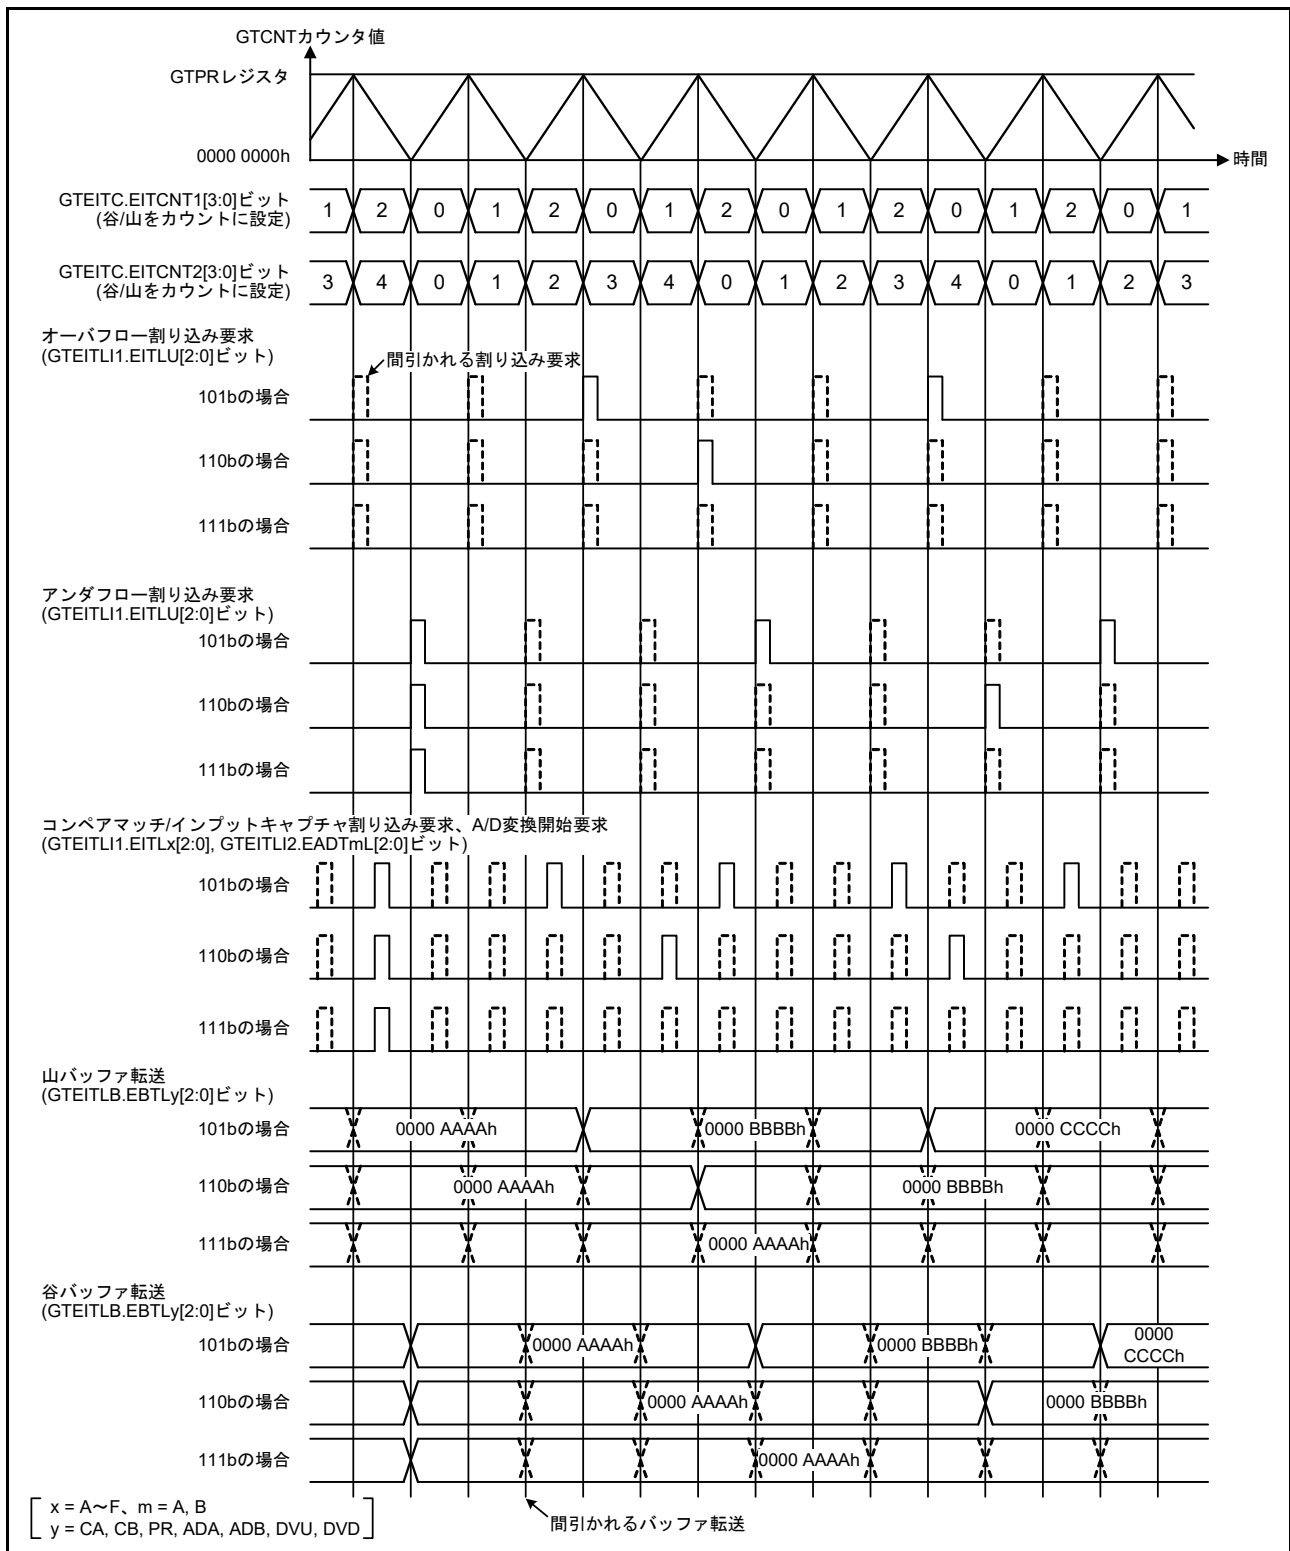 GTCNTカウンタ値
GTPRレジスタ
0000 0000h
時間
GTEITC.EITCNT1[3:0]ビット
(谷/山をカウントに設定)
1 2 0 1 2 0 1 2 0 1 2 0 1 2 0 1
GTEITC.EITCNT2[3:0]ビット
(谷/山をカウントに設定)
3 4 0 1 2 3 4 0 1 2 3 4 0 1 2 3
オーバフロー割り込み要求
(GTEITLI1.EITLU[2:0]ビット)
間引かれる割り込み要求
101bの場合
110bの場合
111bの場合
アンダフロー割り込み要求
(GTEITLI1.EITLU[2:0]ビット)
101bの場合
110bの場合
111bの場合
コンペアマッチ/インプットキャプチャ割り込み要求、A/D変換開始要求
(GTEITLI1.EITLx[2:0], GTEITLI2.EADTmL[2:0]ビット)
101bの場合
110bの場合
111bの場合
山バッファ転送
(GTEITLB.EBTLy[2:0]ビット)
101bの場合 0000 AAAAh 0000 BBBBh 0000 CCCCh
110bの場合 0000 AAAAh 0000 BBBBh
111bの場合 0000 AAAAh
谷バッファ転送
(GTEITLB.EBTLy[2:0]ビット)
101bの場合 0000 AAAAh 0000 BBBBh 0000
CCCCh
110bの場合 0000 AAAAh 0000 BBBBh
111bの場合 0000 AAAAh
x = A~F、m = A, B
y = CA, CB, PR, ADA, ADB, DVU, DVD
間引かれるバッファ転送